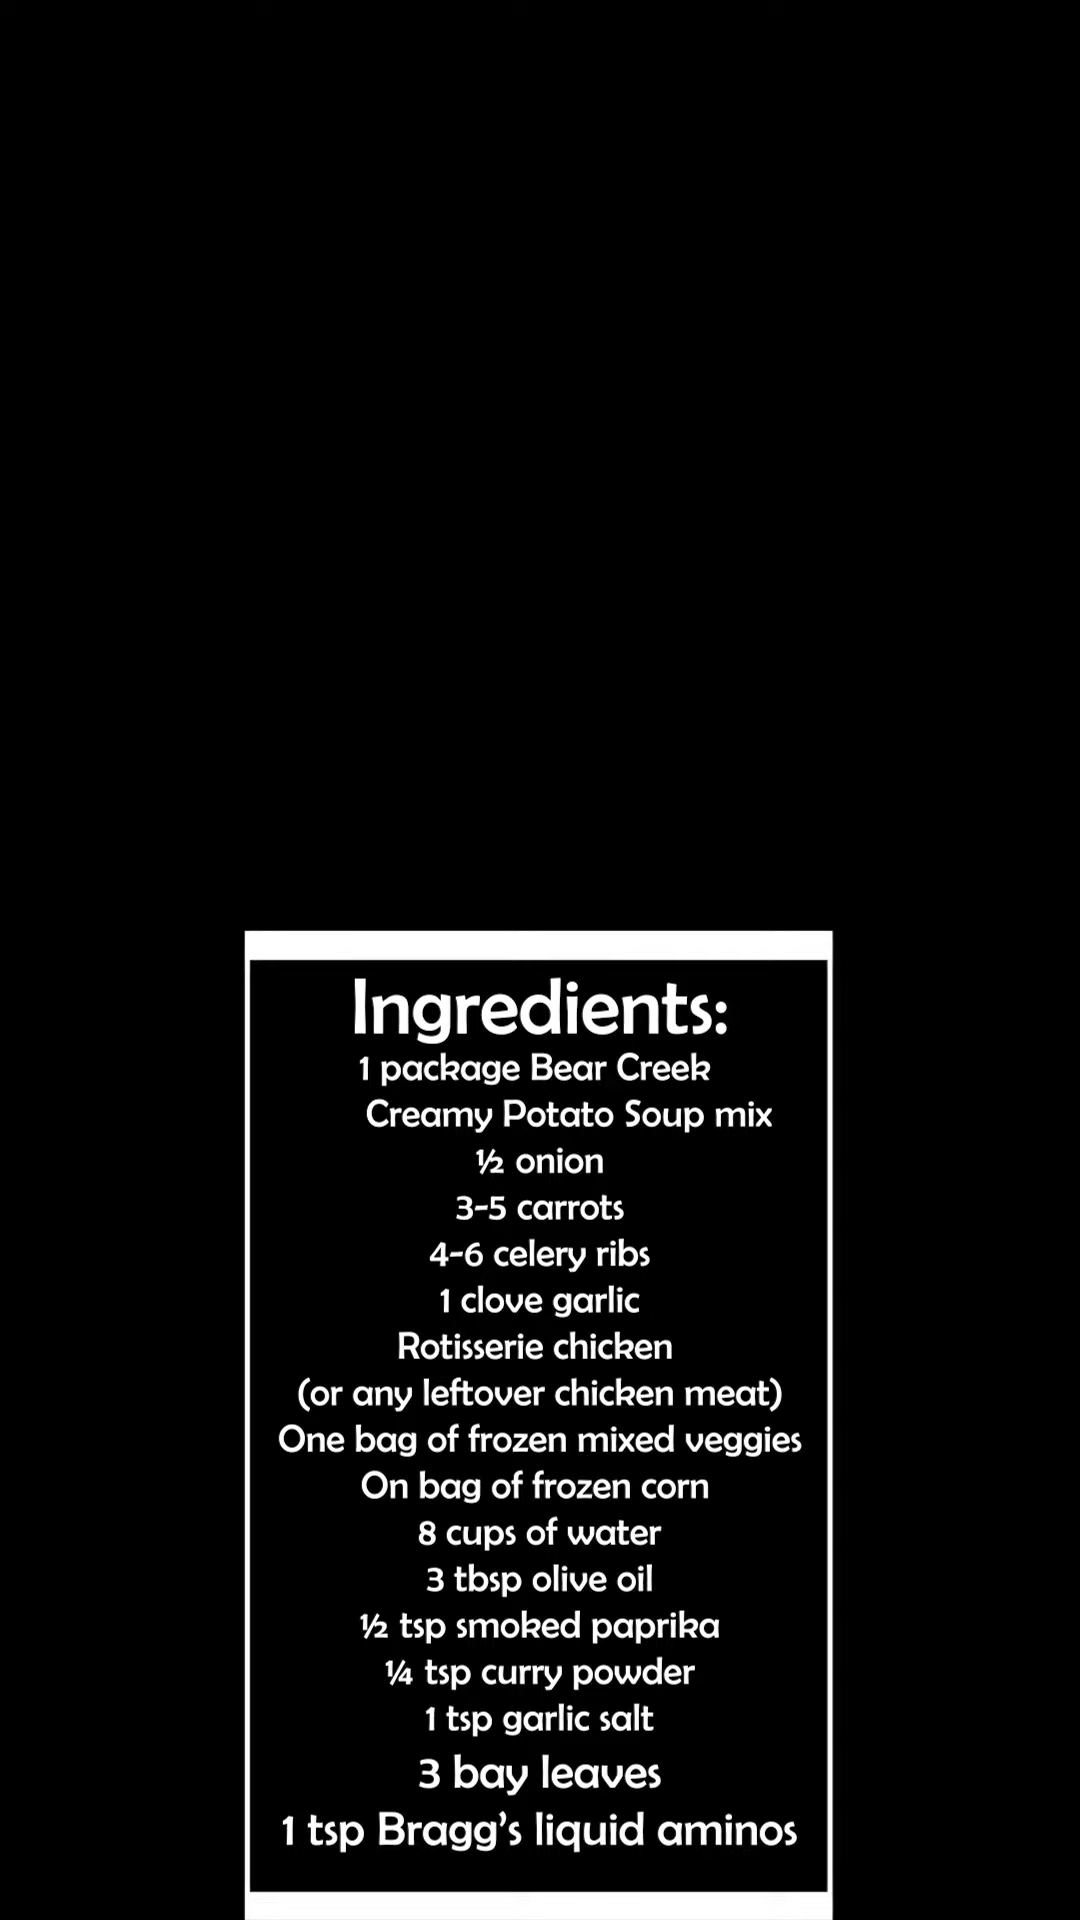 Ingredients:
1 package Bear Creek
Creamy Potato Soup mix
½ onion
3-5 carrots
4-6 celery ribs
1 clove garlic
Rotisserie chicken
(or any leftover chicken meat)
One bag of frozen mixed veggies
On bag of frozen corn
8 cups of water
3 tbsp olive oil
½ tsp smoked paprika
¼ tsp curry powder
1 tsp garlic salt
3 bay leaves
1 tsp Bragg’s liquid aminos